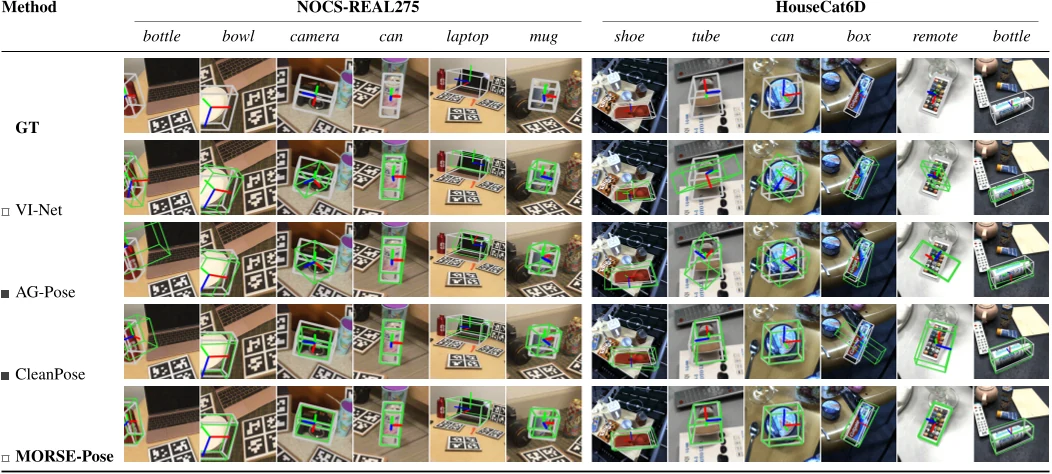 Method NOCS-REAL275 HouseCat6D
bottle bowl camera can laptop mug shoe tube can box remote bottle
GT
□ VI-Net
■ AG-Pose
■ CleanPose
□ MORSE-Pose